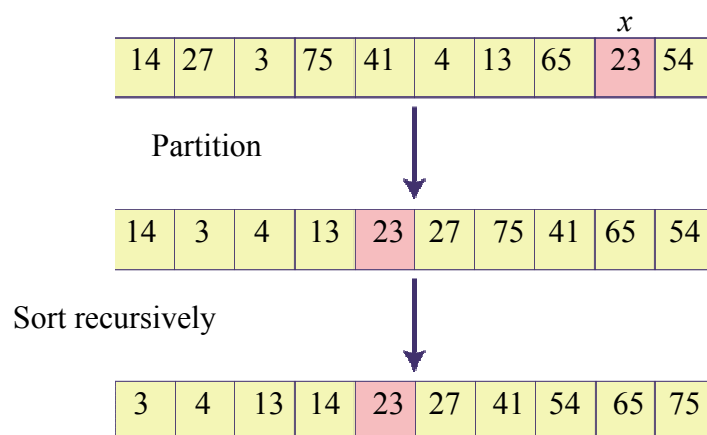 x
14 27 3 75 41 4 13 65 23 54
Partition
14 3 4 13 23 27 75 41 65 54
Sort recursively
3 4 13 14 23 27 41 54 65 75